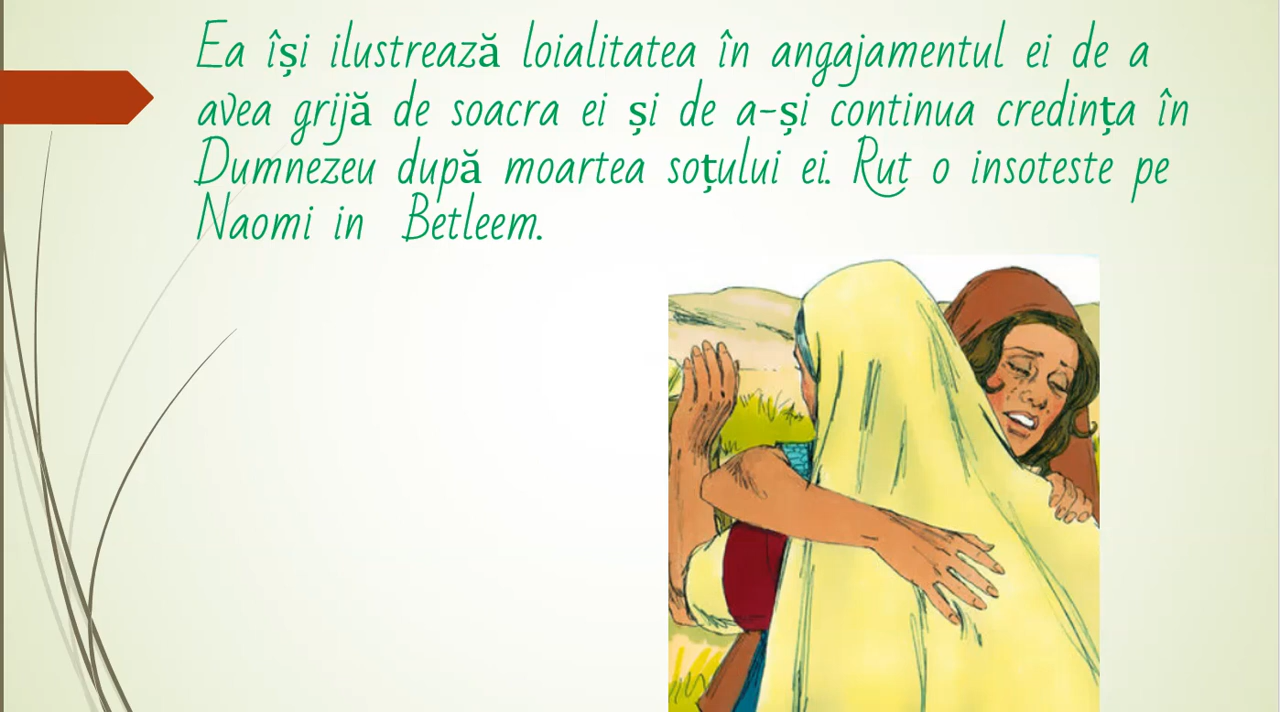 Ea își ilustrează loialitatea în angajamentul ei de a
avea grijă de soacra ei și de a-și continua credința în
Dumnezeu după moartea soțului ei. Rut o insoteste pe
Naomi in  Betleem.